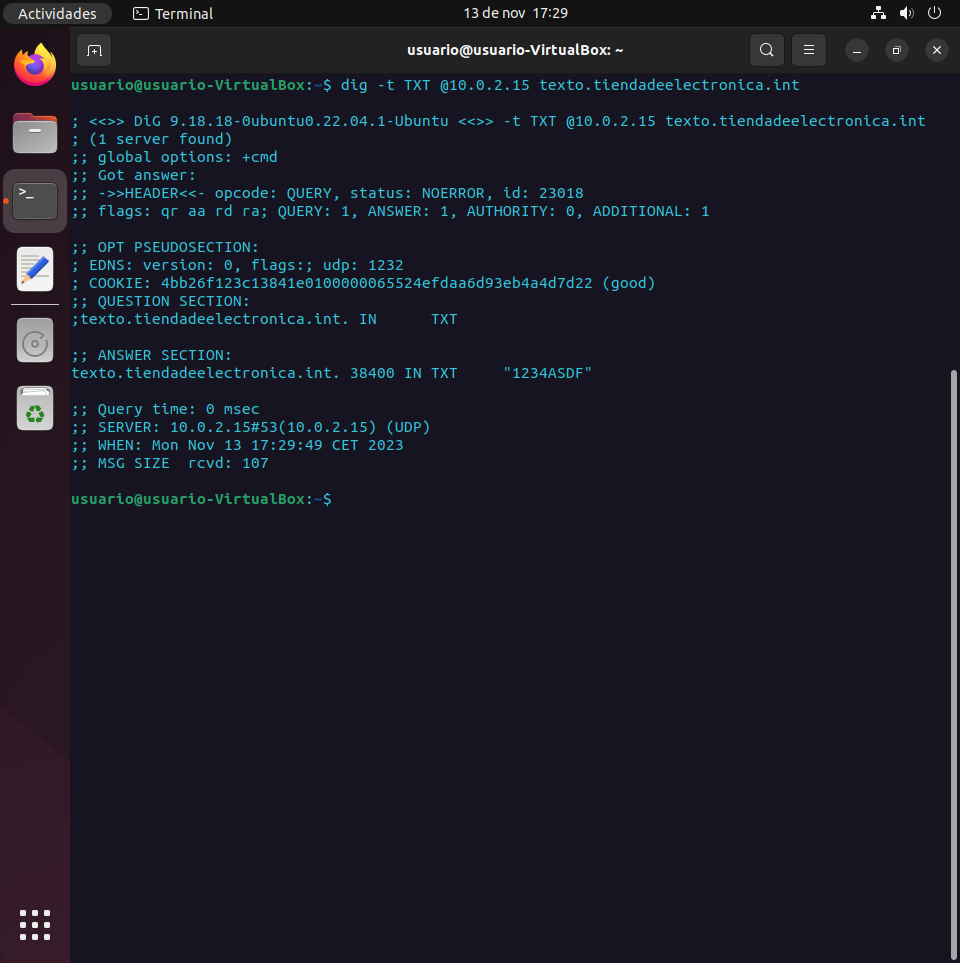 Actividades Terminal 13 de nov 17:29
usuario@usuario-VirtualBox: ~
usuario@usuario-VirtualBox:~$ dig -t TXT @10.0.2.15 texto.tiendadeelectronica.int
; <<>> DiG 9.18.18-0ubuntu0.22.04.1-Ubuntu <<>> -t TXT @10.0.2.15 texto.tiendadeelectronica.int
; (1 server found)
;; global options: +cmd
;; Got answer:
;; ->>HEADER<<- opcode: QUERY, status: NOERROR, id: 23018
;; flags: qr aa rd ra; QUERY: 1, ANSWER: 1, AUTHORITY: 0, ADDITIONAL: 1
;; OPT PSEUDOSECTION:
; EDNS: version: 0, flags:; udp: 1232
; COOKIE: 4bb26f123c13841e0100000065524efdaa6d93eb4a4d7d22 (good)
;; QUESTION SECTION:
;texto.tiendadeelectronica.int. IN TXT
;; ANSWER SECTION:
texto.tiendadeelectronica.int. 38400 IN TXT "1234ASDF"
;; Query time: 0 msec
;; SERVER: 10.0.2.15#53(10.0.2.15) (UDP)
;; WHEN: Mon Nov 13 17:29:49 CET 2023
;; MSG SIZE rcvd: 107
usuario@usuario-VirtualBox:~$